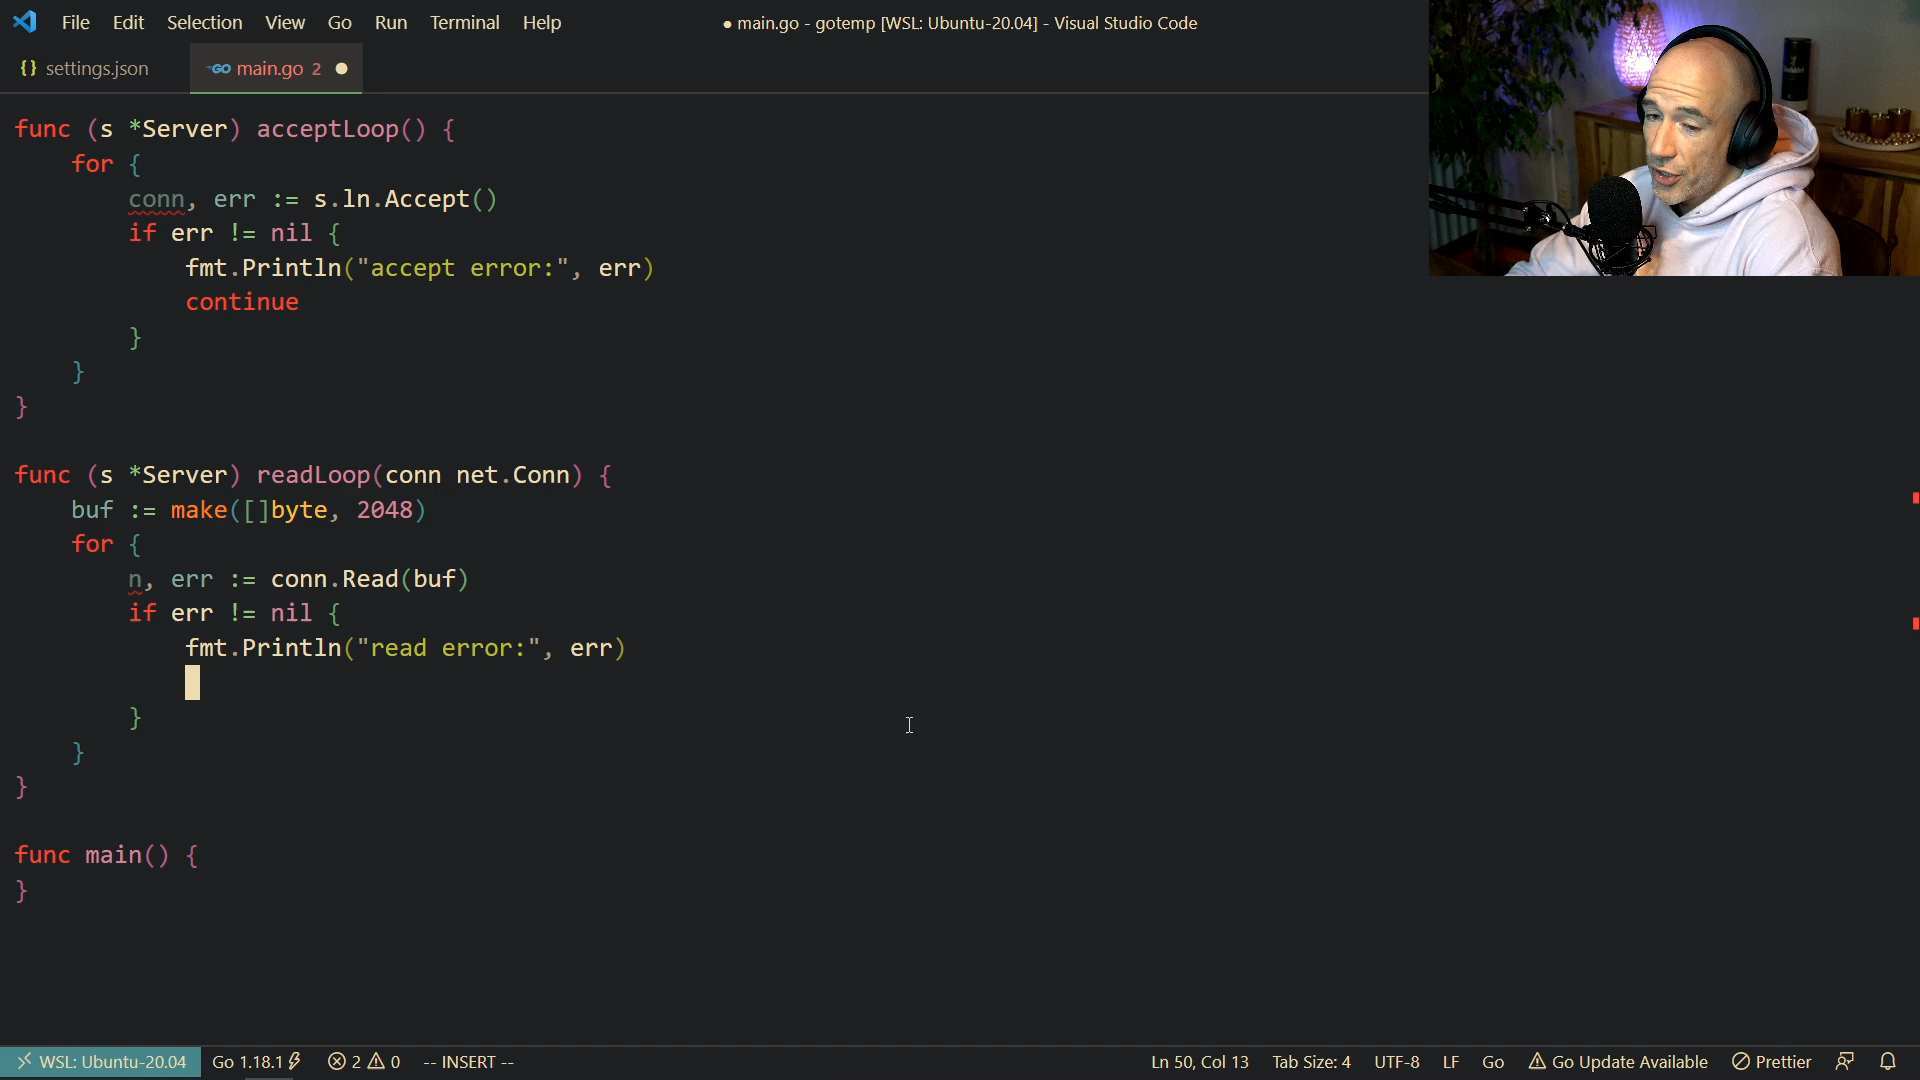 File Edit Selection View Go Run Terminal Help
● main.go - gotemp [WSL: Ubuntu-20.04] - Visual Studio Code
{} settings.json
GO main.go 2 ●
func (s *Server) acceptLoop() {
for {
conn, err := s.ln.Accept()
if err != nil {
fmt.Println("accept error:", err)
continue
}
}
}
func (s *Server) readLoop(conn net.Conn) {
buf := make([]byte, 2048)
for {
n, err := conn.Read(buf)
if err != nil {
fmt.Println("read error:", err)
}
}
}
func main() {
}
WSL: Ubuntu-20.04 Go 1.18.1 2 0 -- INSERT -- Ln 50, Col 13 Tab Size: 4 UTF-8 LF Go Go Update Available Prettier